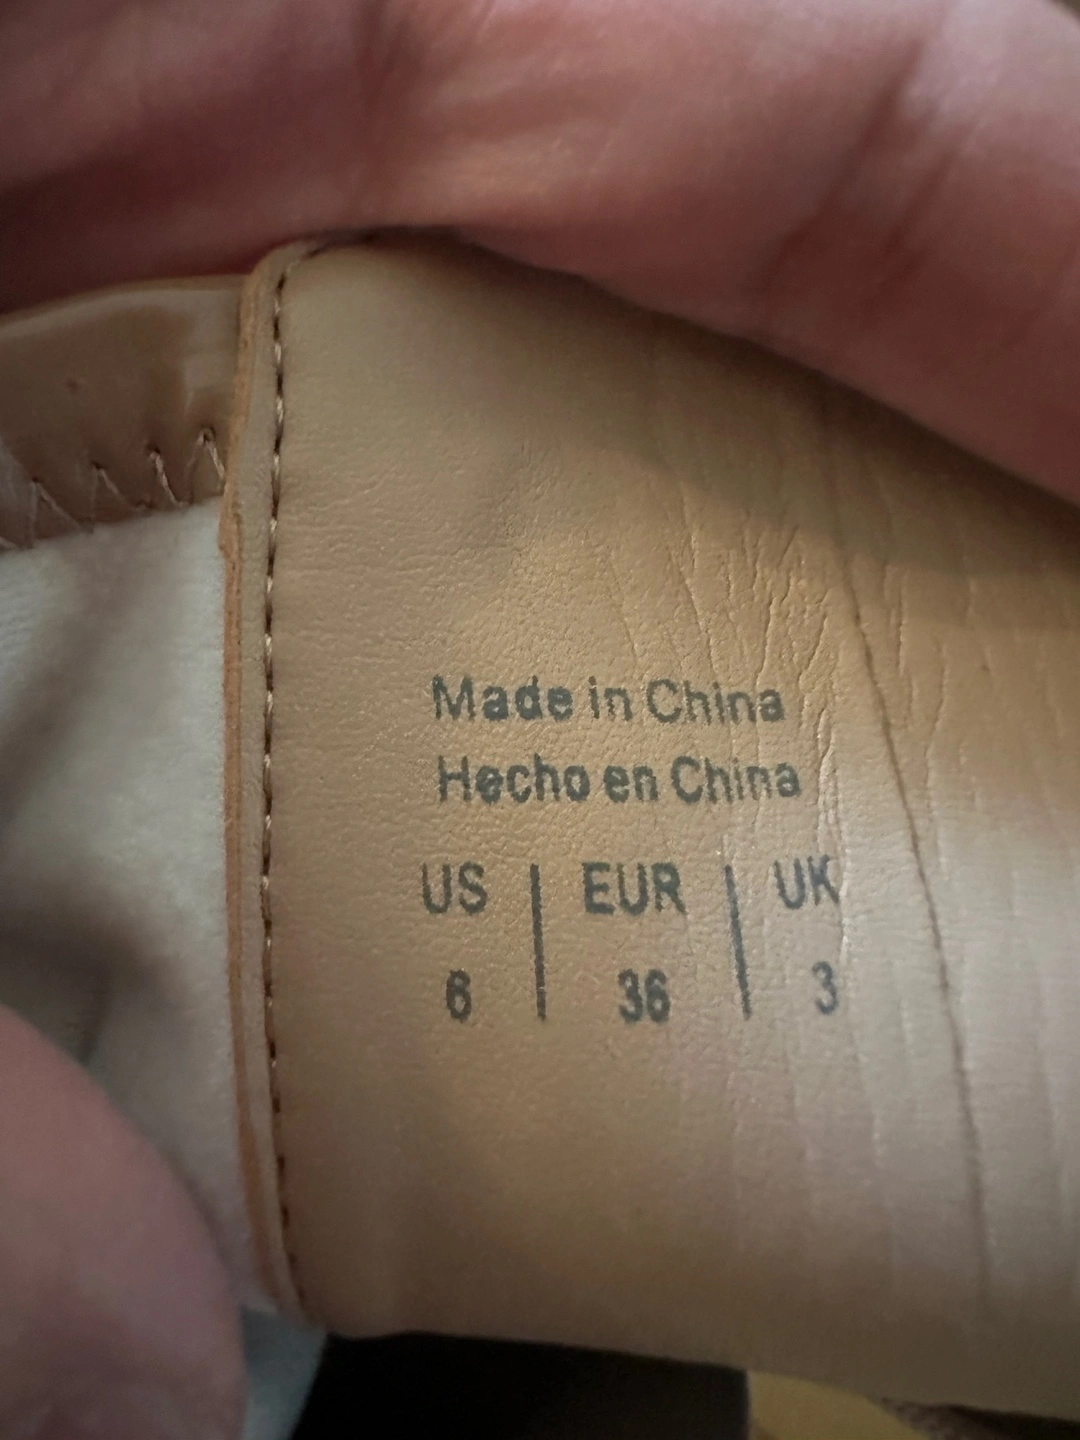 Made in China
Hecho en China
US | EUR | UK
6 | 36 | 3